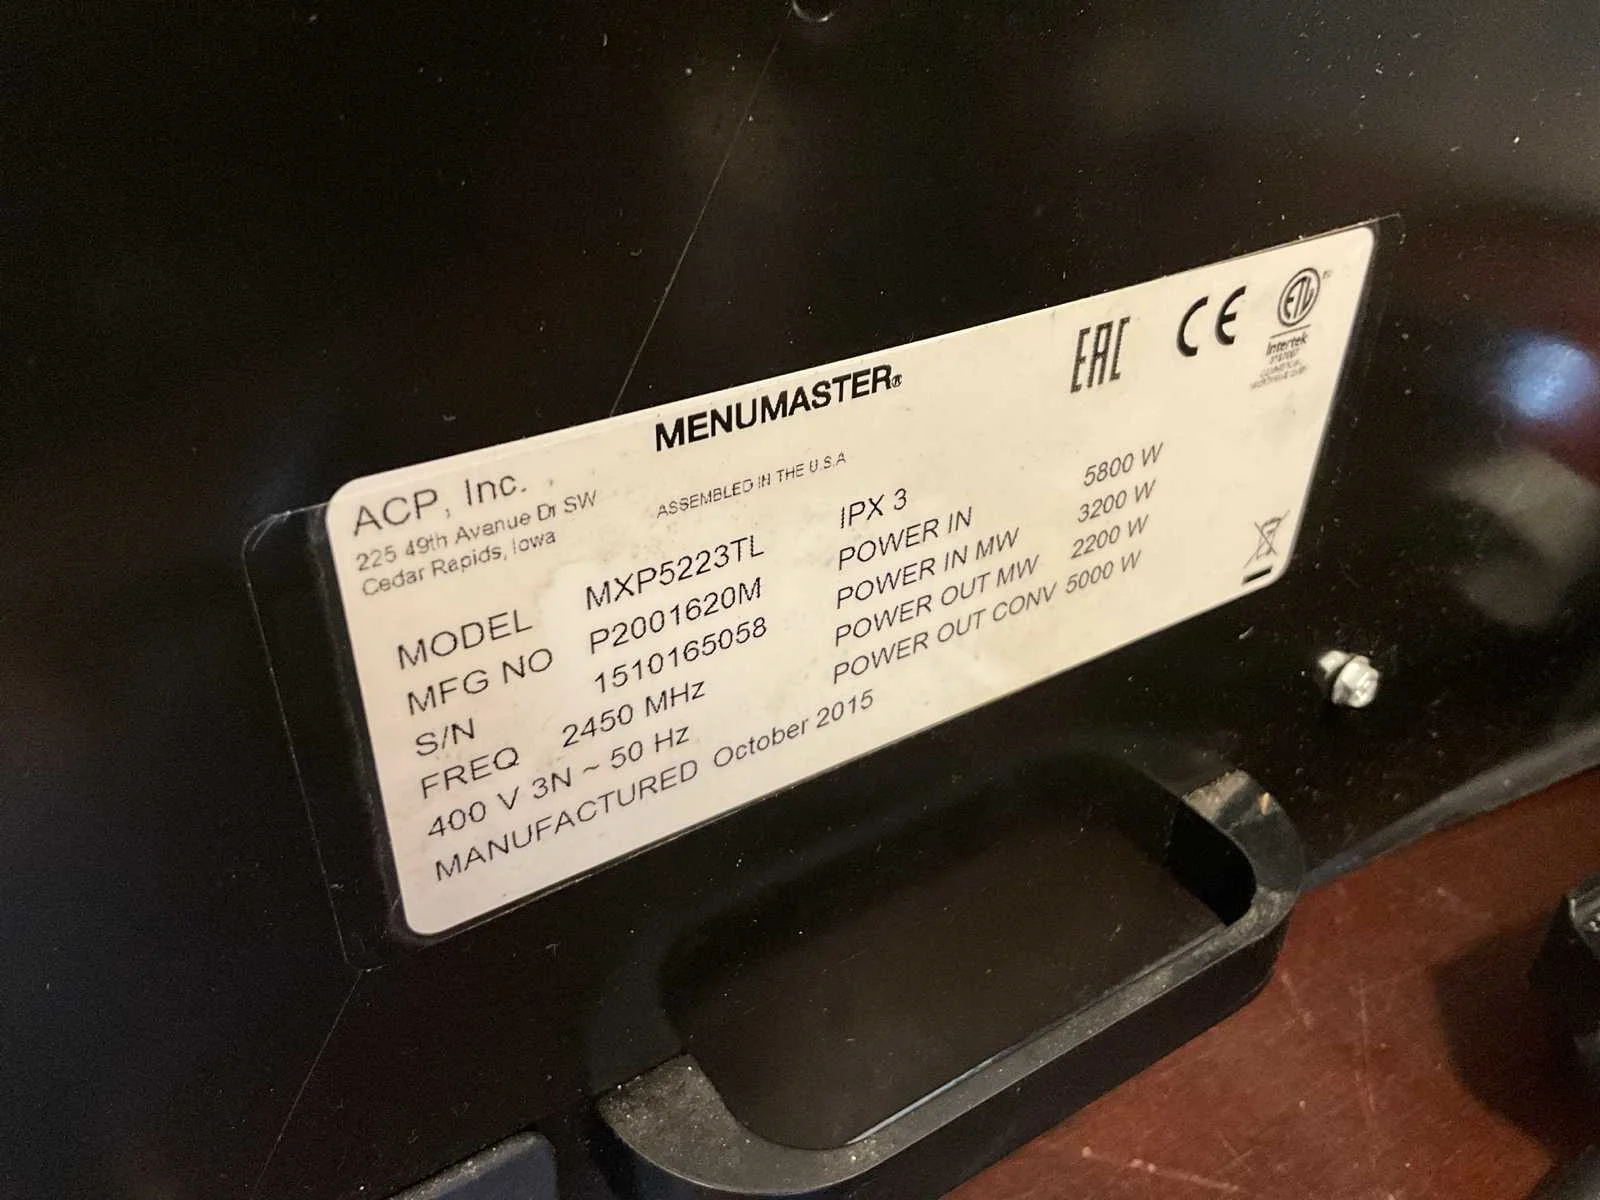 MENUMASTER®
EAC
CE
ETL
Intertek
ACP, Inc.
225 49th Avenue Dr SW
Cedar Rapids, Iowa
ASSEMBLED IN THE U.S.A
MODEL MXP5223TL IPX 3
MFG NO P2001620M POWER IN 5800 W
S/N 1510165058 POWER IN MW 3200 W
FREQ 2450 MHz POWER OUT MW 2200 W
400 V 3N ~ 50 Hz POWER OUT CONV 5000 W
MANUFACTURED October 2015